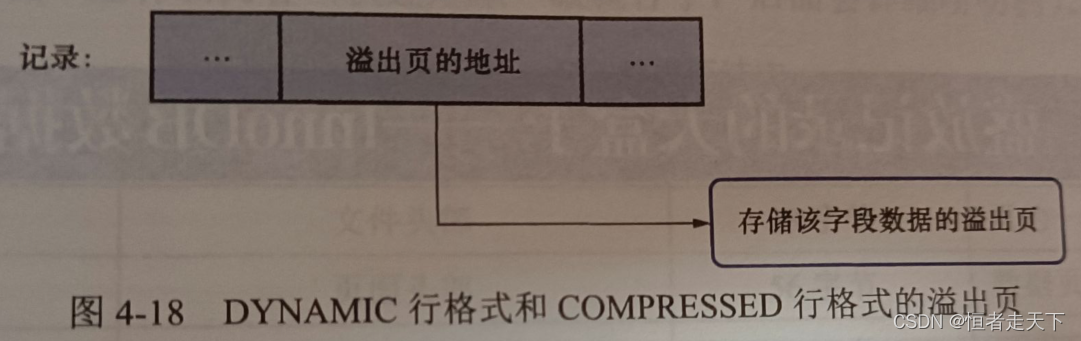 记录：
… 溢出页的地址 …
存储该字段数据的溢出页
图 4-18 DYNAMIC 行格式和 COMPRESSED 行格式的溢出页
CSDN @恒者走天下